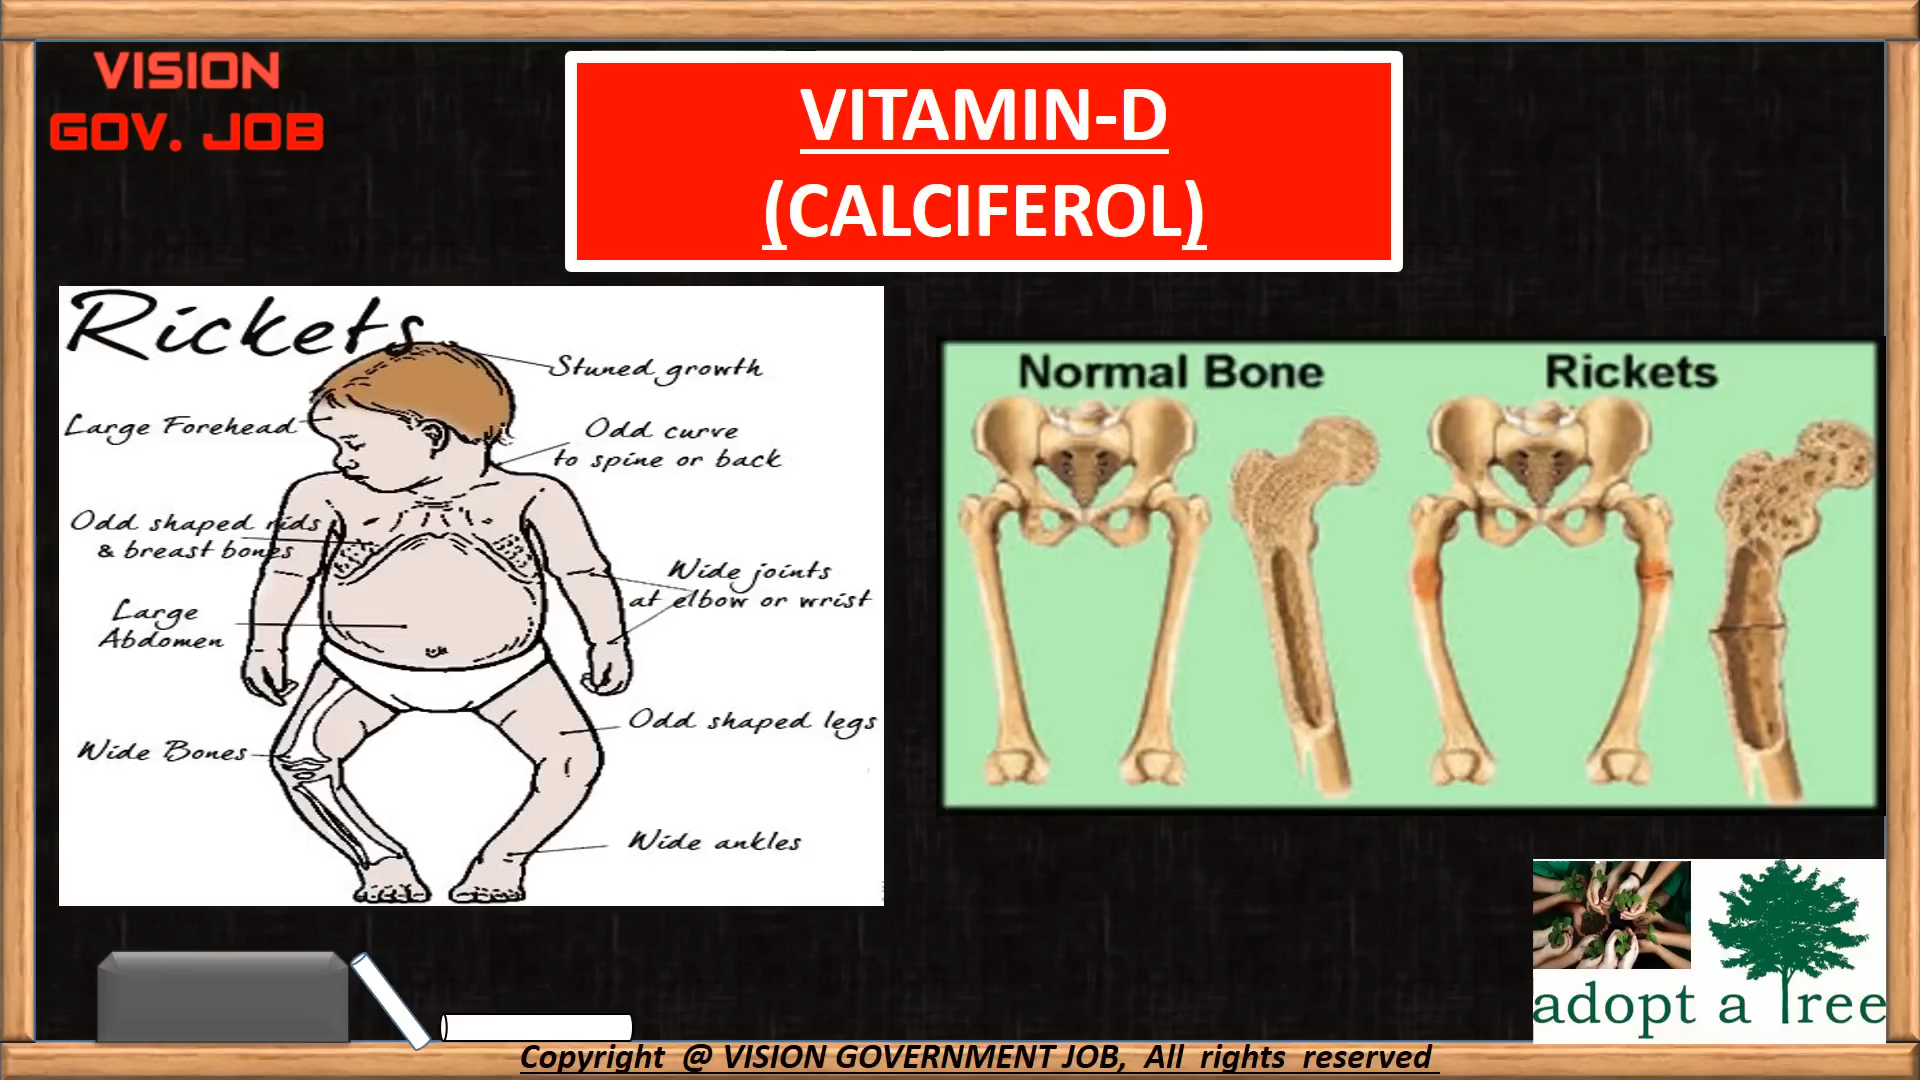 VISION
GOV. JOB
VITAMIN-D
(CALCIFEROL)
Rickets
Stuned growth
Large Forehead
Odd curve
to spine or back
Odd shaped rids
& breast bones
Wide joints
at elbow or wrist
Large
Abdomen
Odd shaped legs
Wide Bones
Wide ankles
Normal Bone
Rickets
adopt a Tree
Copyright @ VISION GOVERNMENT JOB, All rights reserved